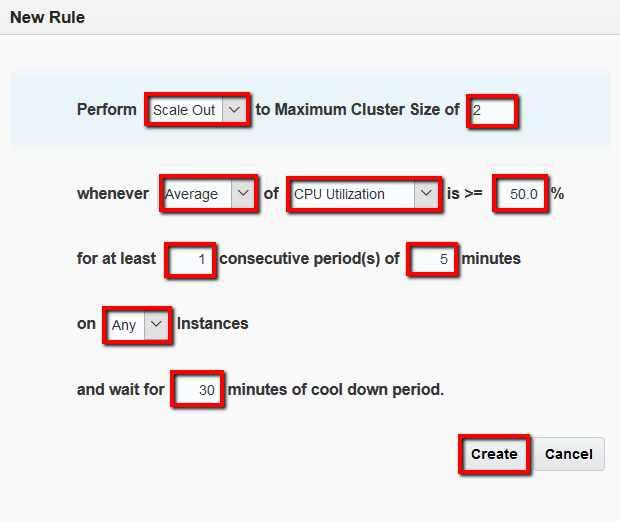 New Rule
Perform Scale Out to Maximum Cluster Size of 2
whenever Average of CPU Utilization is >= 50.0 %
for at least 1 consecutive period(s) of 5 minutes
on Any Instances
and wait for 30 minutes of cool down period.
Create Cancel